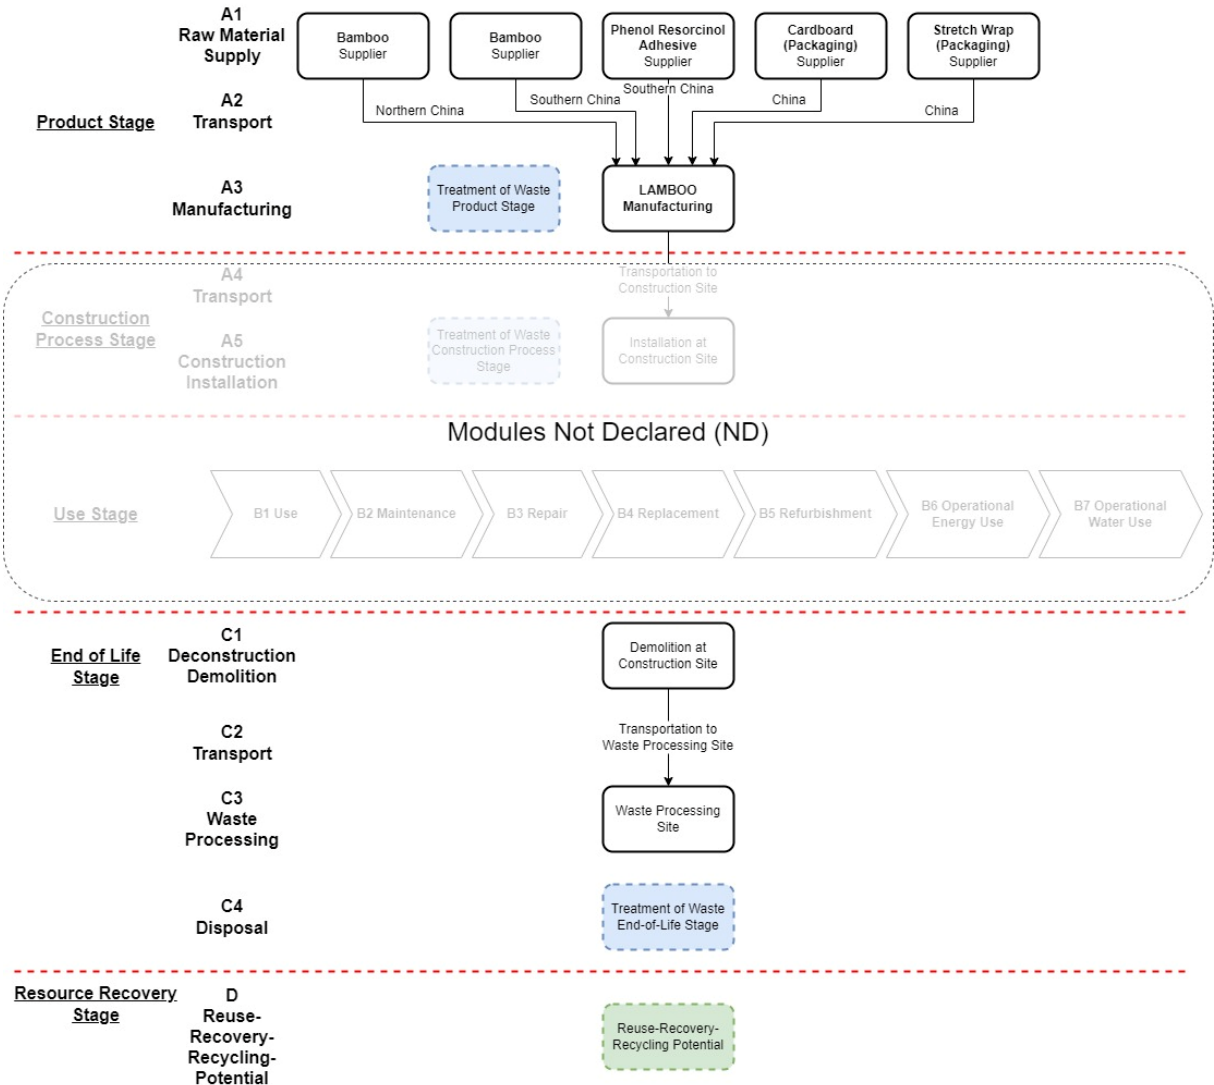 A1
Raw Material
Supply
Bamboo
Supplier
Bamboo
Supplier
Phenol Resorcinol
Adhesive
Supplier
Cardboard
(Packaging)
Supplier
Stretch Wrap
(Packaging)
Supplier
Product Stage
A2
Transport
Northern China
Southern China
Southern China
China
China
A3
Manufacturing
Treatment of Waste
Product Stage
LAMBOO
Manufacturing
Construction
Process Stage
A4
Transport
Transportation to
Construction Site
A5
Construction
Installation
Treatment of Waste
Construction Process
Stage
Installation at
Construction Site
Modules Not Declared (ND)
Use Stage
B1 Use
B2 Maintenance
B3 Repair
B4 Replacement
B5 Refurbishment
B6 Operational
Energy Use
B7 Operational
Water Use
End of Life
Stage
C1
Deconstruction
Demolition
Demolition at
Construction Site
C2
Transport
Transportation to
Waste Processing Site
C3
Waste
Processing
Waste Processing
Site
C4
Disposal
Treatment of Waste
End-of-Life Stage
Resource Recovery
Stage
D
Reuse-
Recovery-
Recycling-
Potential
Reuse-Recovery-
Recycling Potential